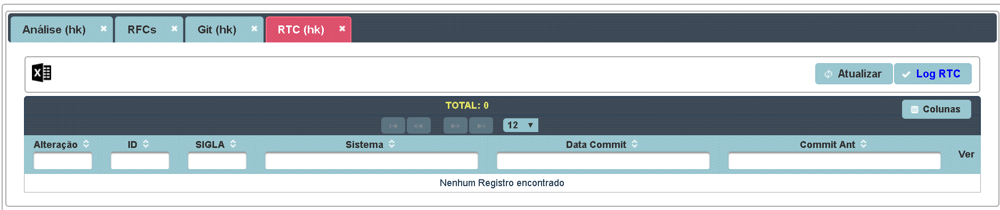 Análise (hk) RFCs Git (hk) RTC (hk)
Atualizar Log RTC
TOTAL: 0
Colunas
12
Alteração ID SIGLA Sistema Data Commit Commit Ant Ver
Nenhum Registro encontrado